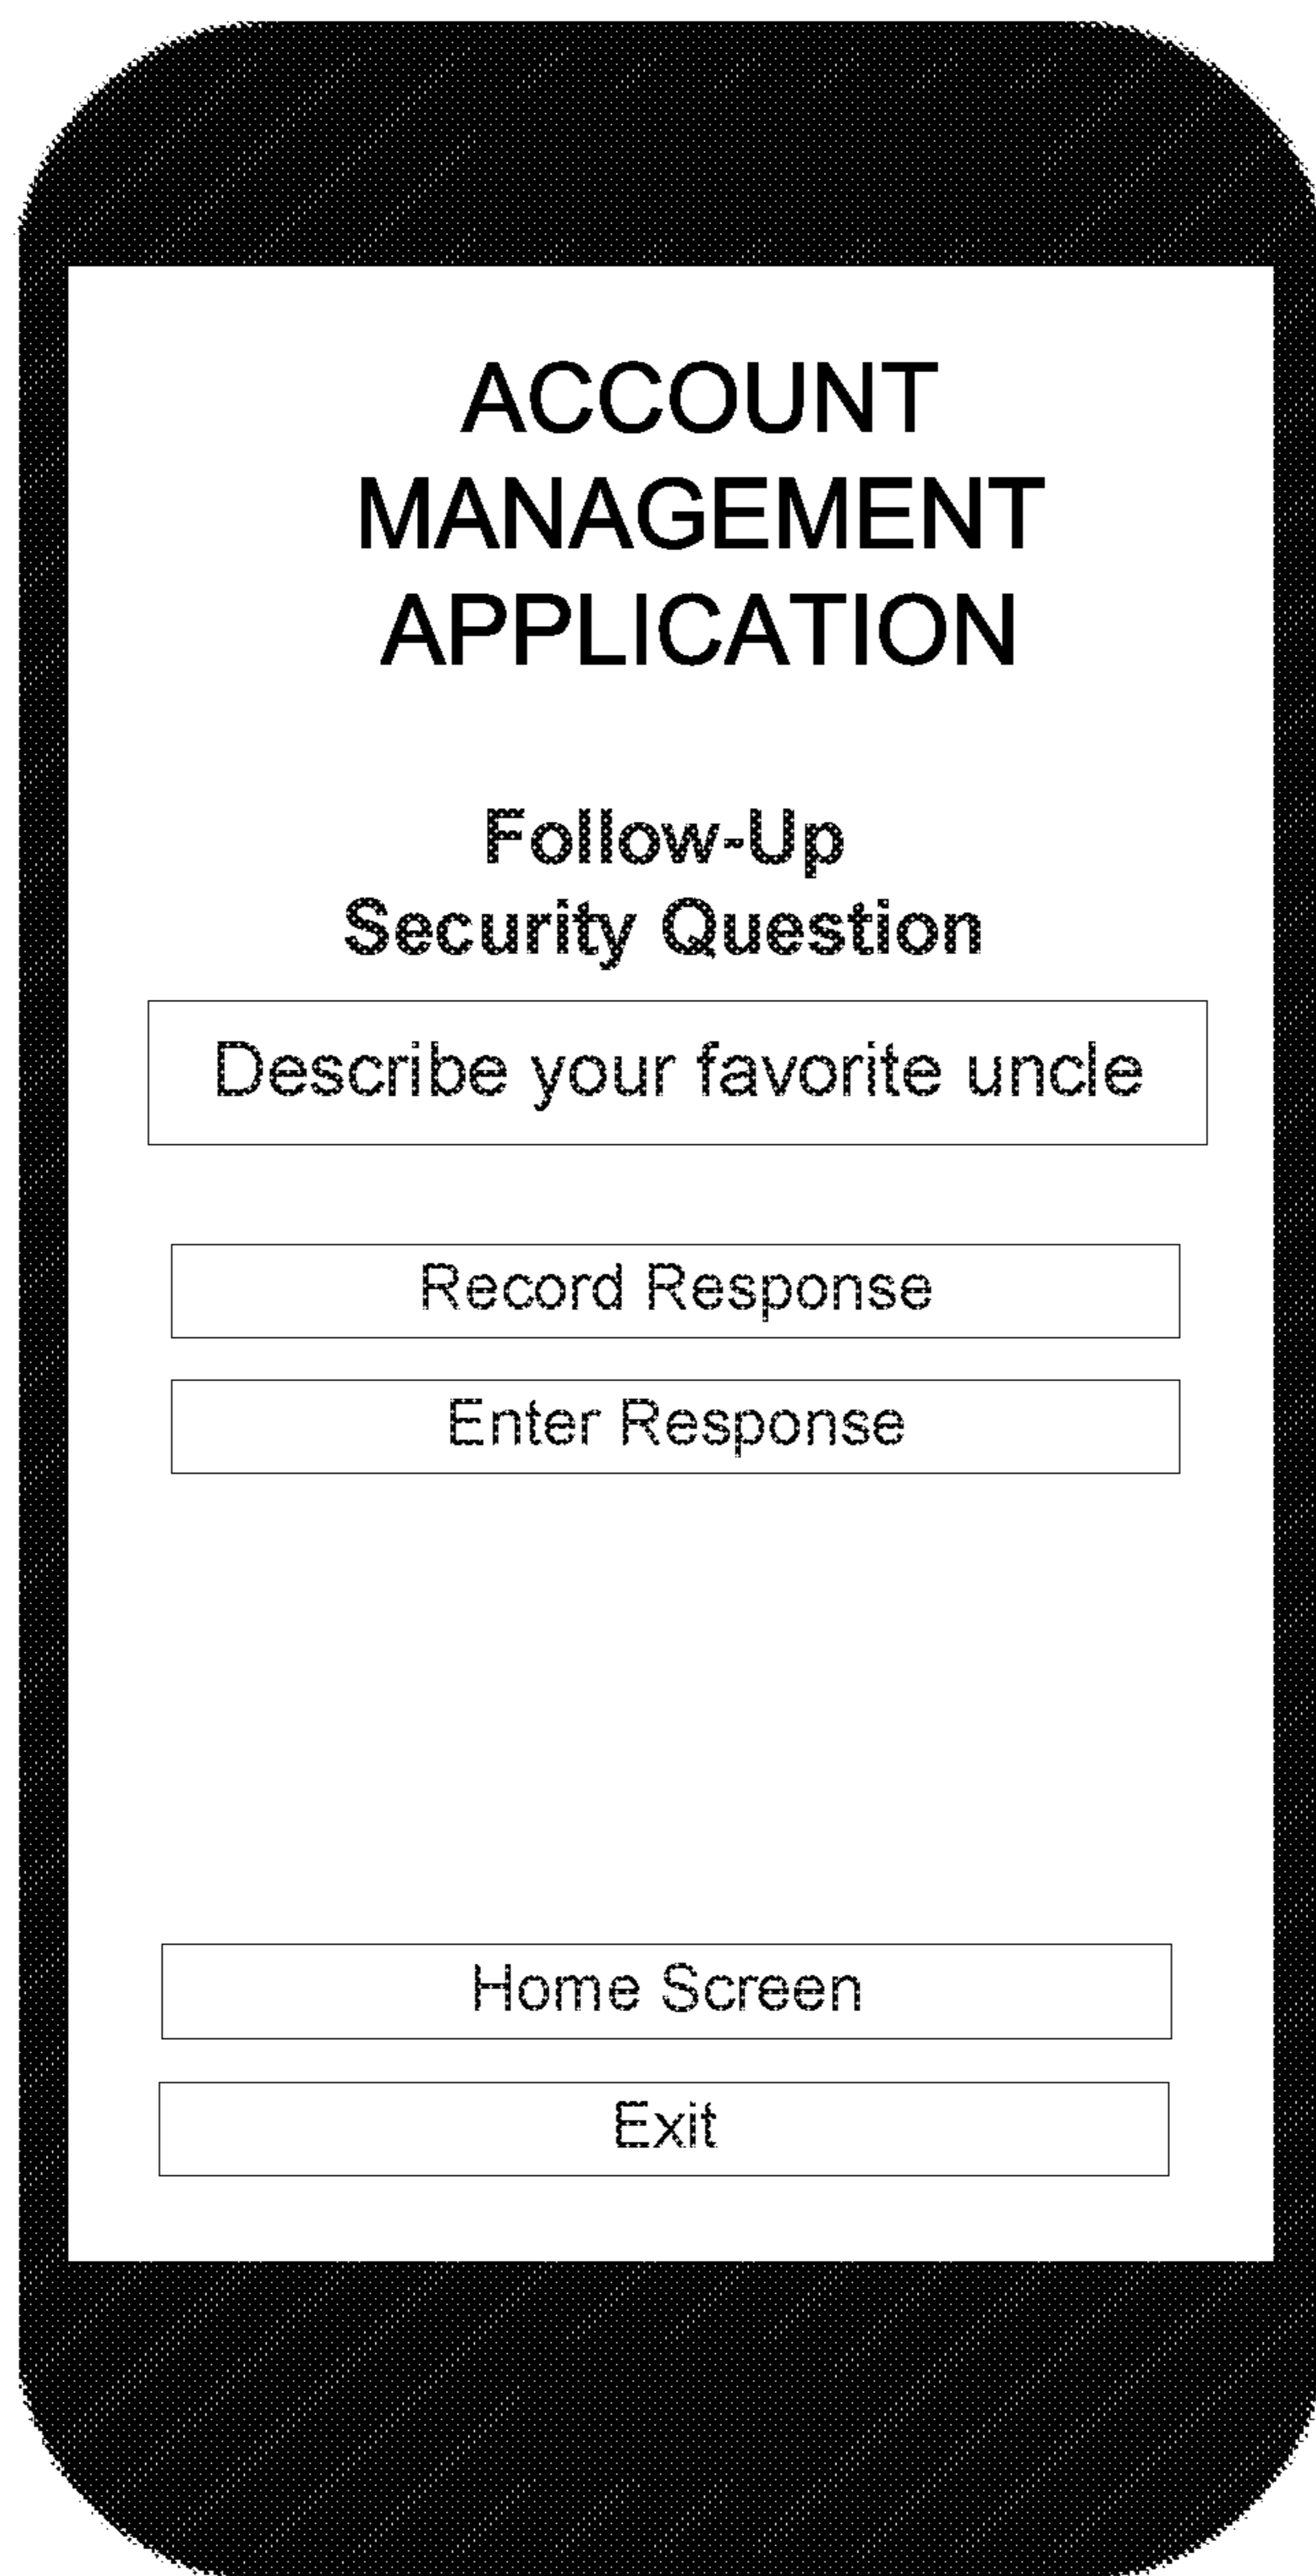 ACCOUNT
MANAGEMENT
APPLICATION
Follow-Up
Security Question
Describe your favorite uncle
Record Response
Enter Response
Home Screen
Exit